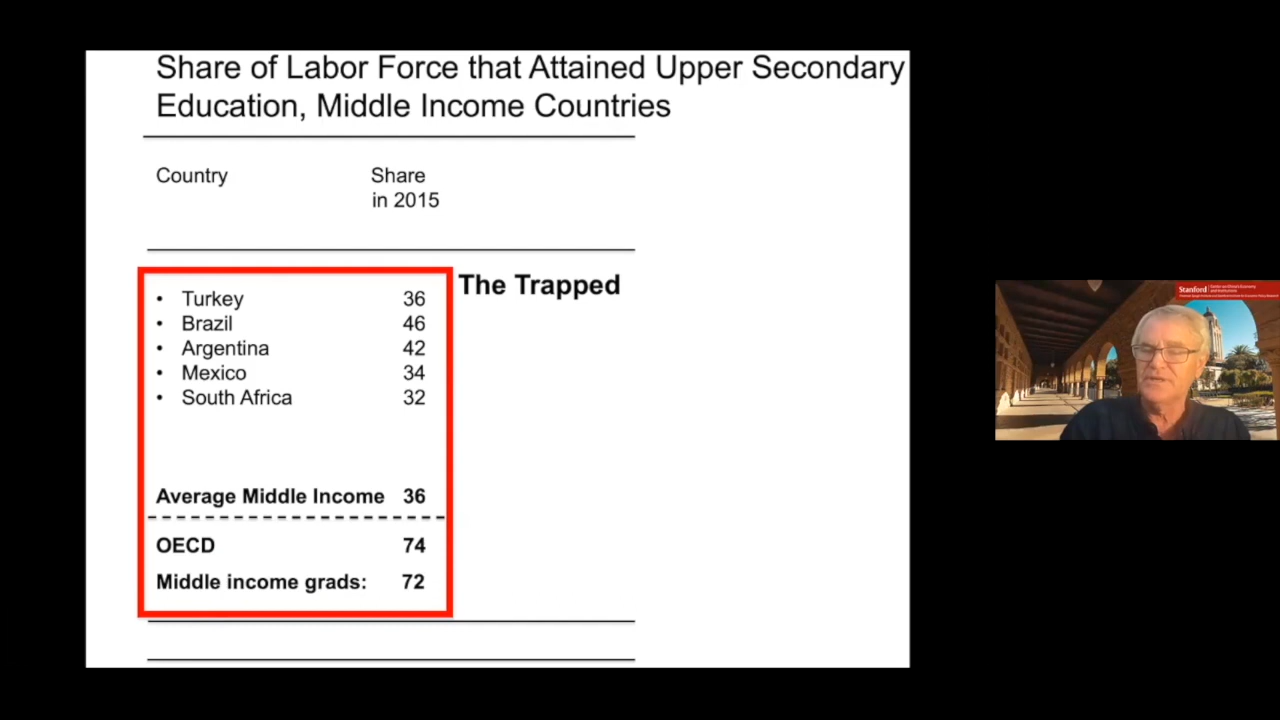 Share of Labor Force that Attained Upper Secondary
Education, Middle Income Countries
Country Share
in 2015
The Trapped
• Turkey 36
• Brazil 46
• Argentina 42
• Mexico 34
• South Africa 32
Average Middle Income 36
OECD 74
Middle income grads: 72
Stanford